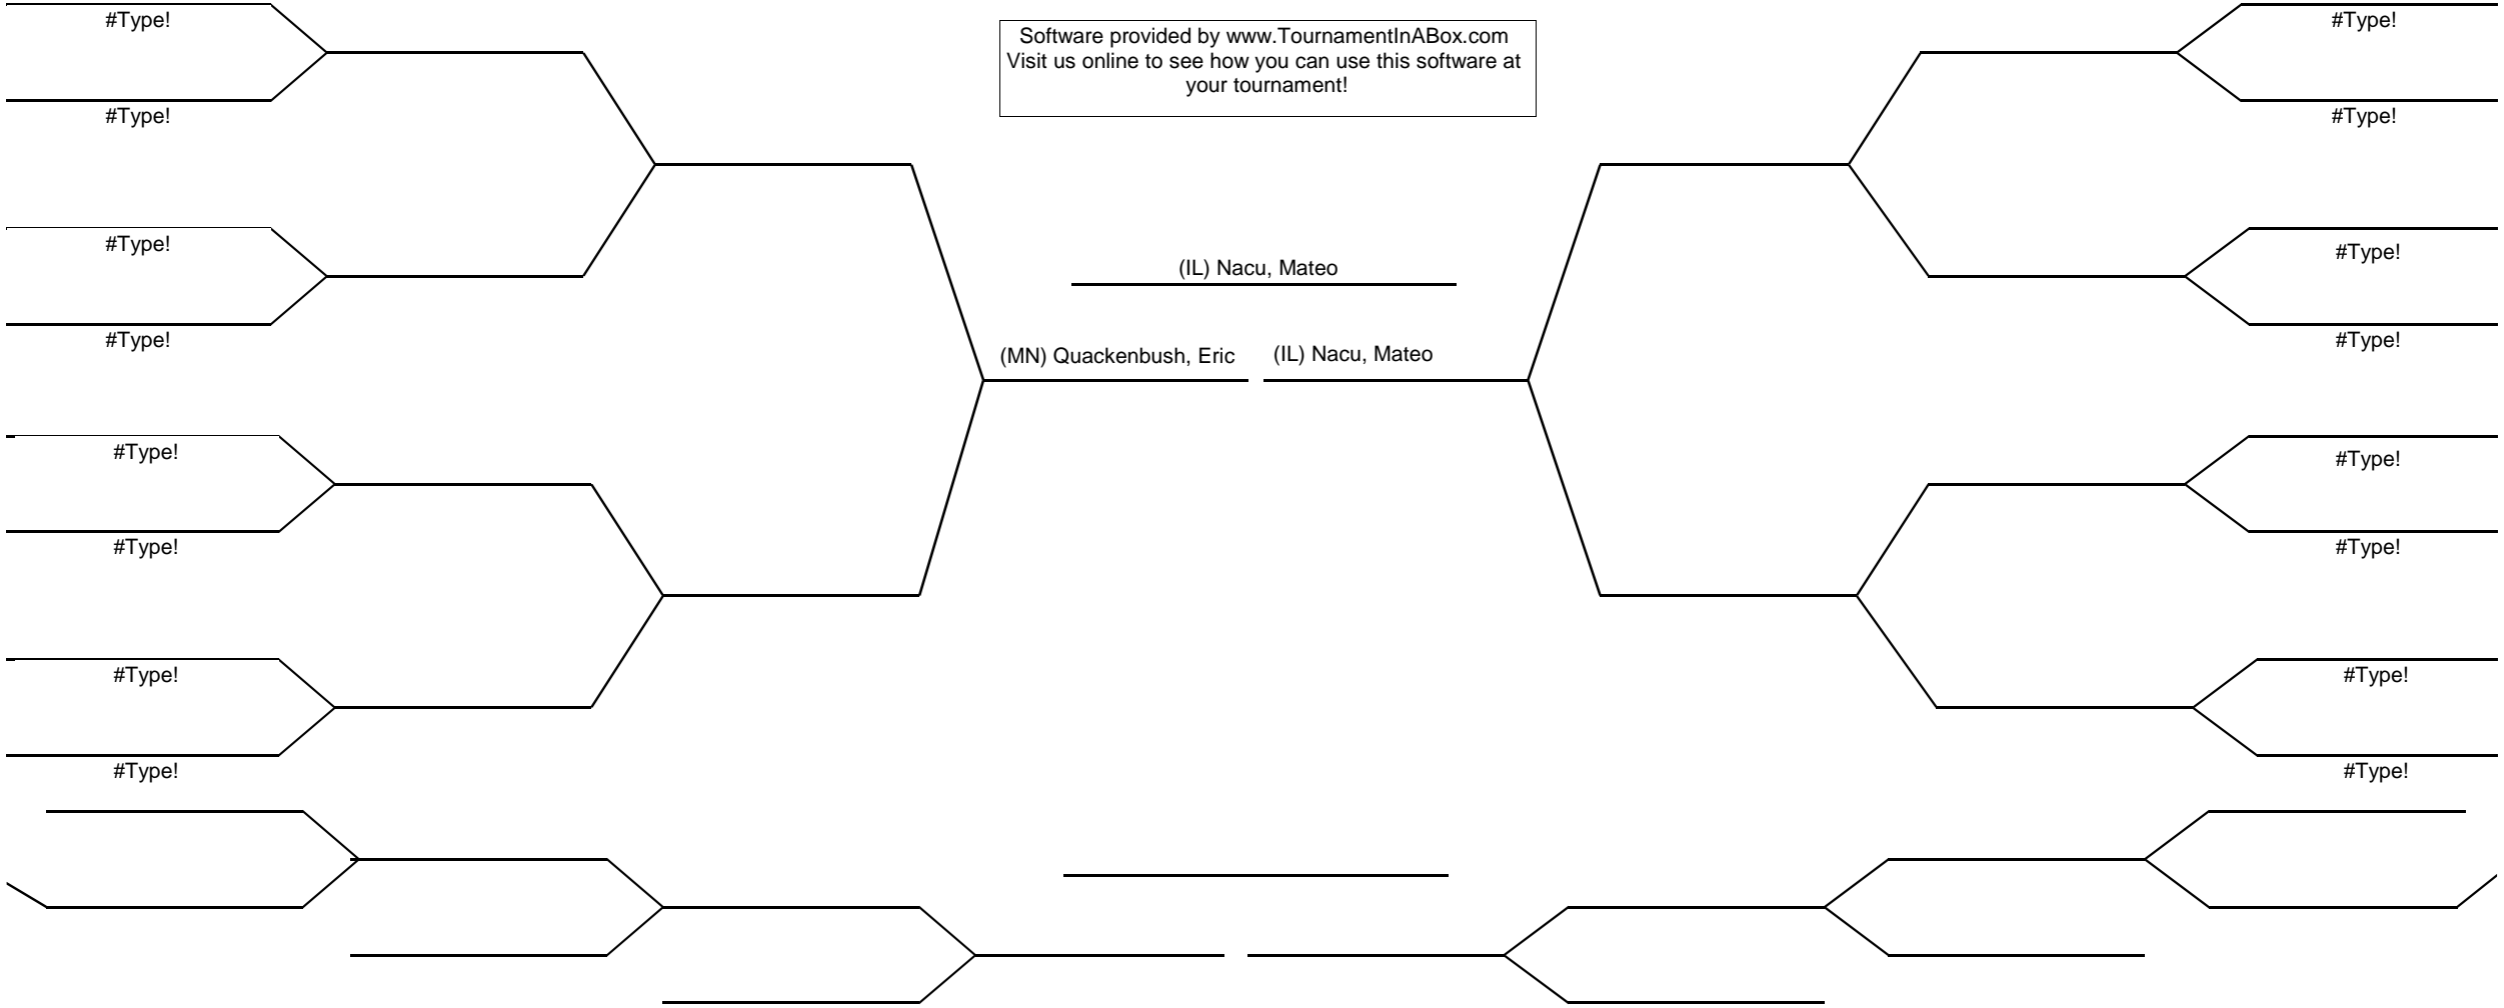 #Type!
#Type!
Software provided by www.TournamentInABox.com
Visit us online to see how you can use this software at
your tournament!
#Type!
#Type!
#Type!
#Type!
(IL) Nacu, Mateo
#Type!
#Type!
(MN) Quackenbush, Eric
(IL) Nacu, Mateo
#Type!
#Type!
#Type!
#Type!
#Type!
#Type!
#Type!
#Type!